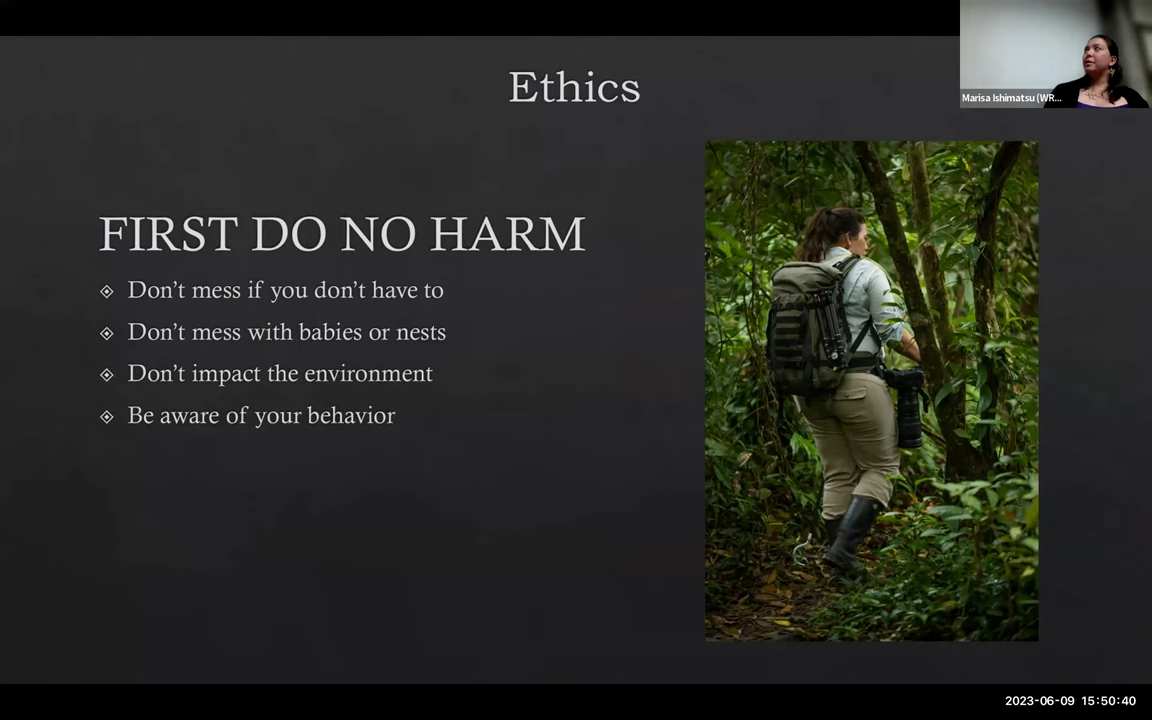 Ethics
Marisa Ishimatsu (WR...
FIRST DO NO HARM
Don’t mess if you don’t have to
Don’t mess with babies or nests
Don’t impact the environment
Be aware of your behavior
2023-06-09 15:50:40